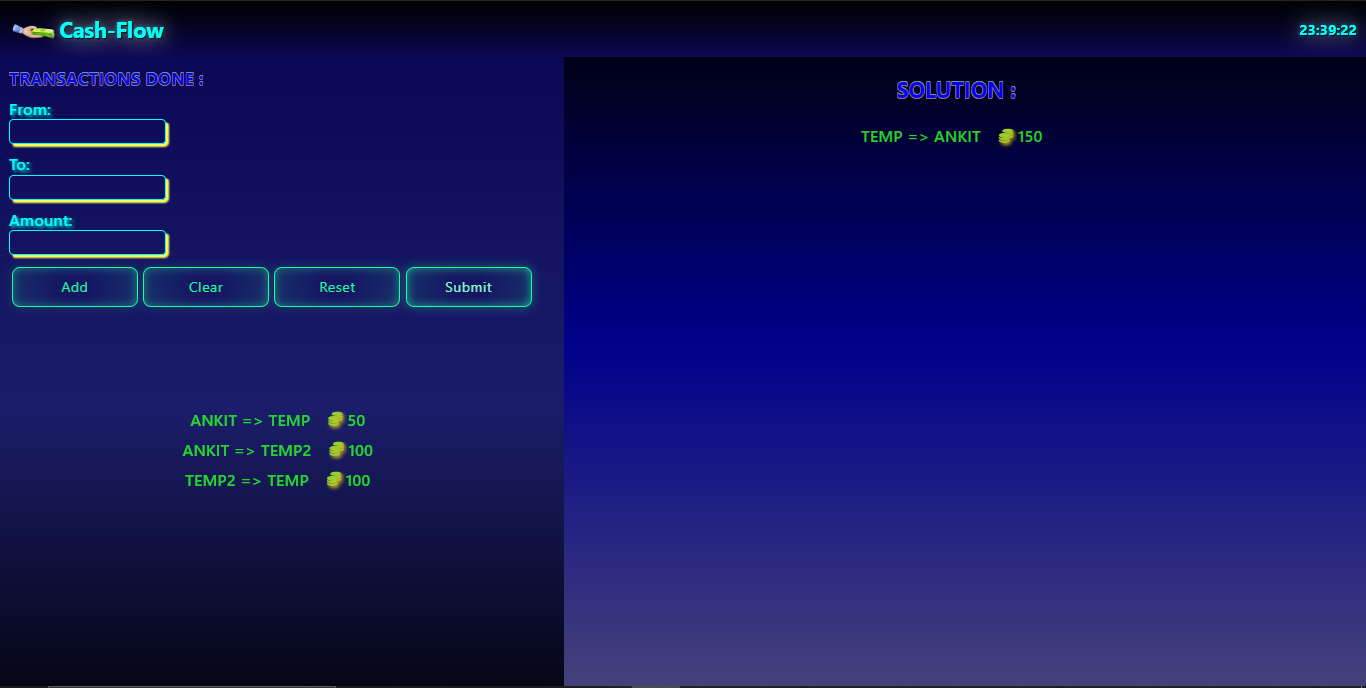 Cash-Flow
23:39:22
TRANSACTIONS DONE :
From:
To:
Amount:
Add Clear Reset Submit
ANKIT => TEMP 50
ANKIT => TEMP2 100
TEMP2 => TEMP 100
SOLUTION :
TEMP => ANKIT 150